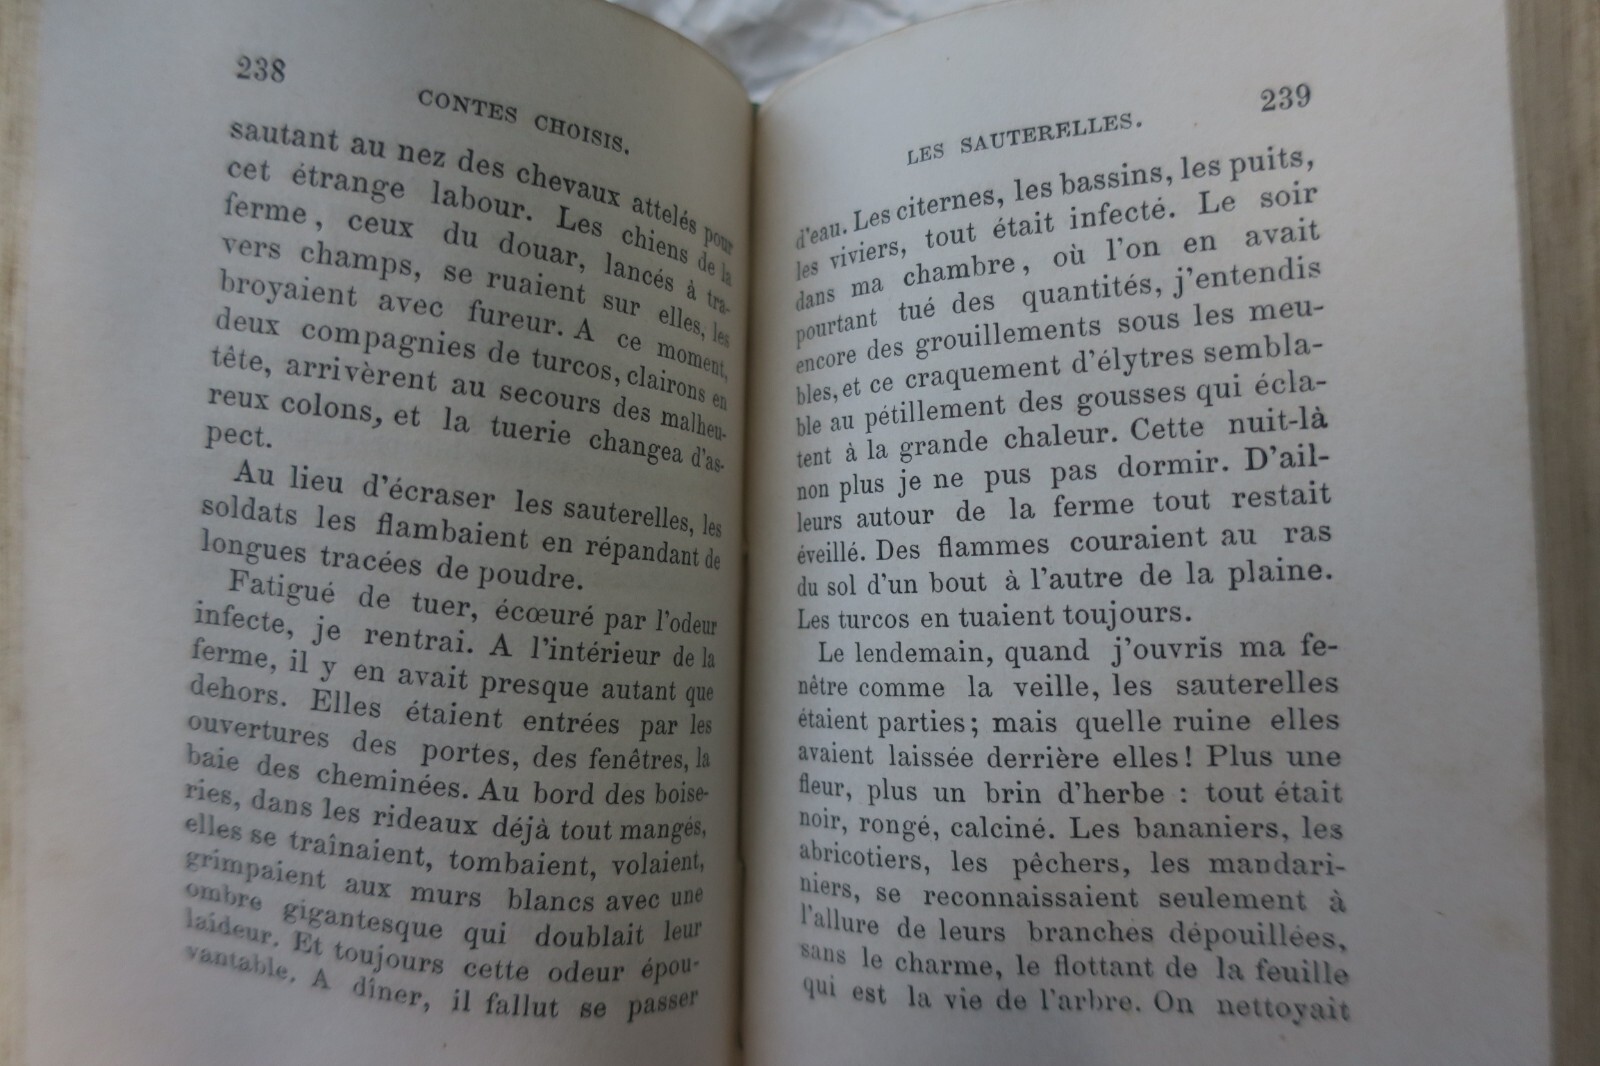 238
CONTES CHOISIS.
sautant au nez des chevaux attelés pour
cet étrange labour. Les chiens de la
ferme, ceux du douar, lancés à tra-
vers champs, se ruaient sur elles, les
broyaient avec fureur. A ce moment,
deux compagnies de turcos, clairons en
tête, arrivèrent au secours des malheu-
reux colons, et la tuerie changea d'as-
pect.
Au lieu d'écraser les sauterelles, les
soldats les flambaient en répandant de
longues tracées de poudre.
Fatigué de tuer, écœuré par l'odeur
infecte, je rentrai. A l'intérieur de la
ferme, il y en avait presque autant que
dehors. Elles étaient entrées par les
ouvertures des portes, des fenêtres, la
baie des cheminées. Au bord des boise-
ries, dans les rideaux déjà tout mangés,
elles se traînaient, tombaient, volaient,
grimpaient aux murs blancs avec une
ombre gigantesque qui doublait leur
laideur. Et toujours cette odeur épou-
vantable. A dîner, il fallut se passer
239
LES SAUTERELLES.
d'eau. Les citernes, les bassins, les puits,
les viviers, tout était infecté. Le soir
dans ma chambre, où l'on en avait
pourtant tué des quantités, j'entendis
encore des grouillements sous les meu-
bles, et ce craquement d'élytres sembla-
ble au pétillement des gousses qui écla-
tent à la grande chaleur. Cette nuit-là
non plus je ne pus pas dormir. D'ail-
leurs autour de la ferme tout restait
éveillé. Des flammes couraient au ras
du sol d'un bout à l'autre de la plaine.
Les turcos en tuaient toujours.
Le lendemain, quand j'ouvris ma fe-
nêtre comme la veille, les sauterelles
étaient parties; mais quelle ruine elles
avaient laissée derrière elles! Plus une
fleur, plus un brin d'herbe : tout était
noir, rongé, calciné. Les bananiers, les
abricotiers, les pêchers, les mandari-
niers, se reconnaissaient seulement à
l'allure de leurs branches dépouillées,
sans le charme, le flottant de la feuille
qui est la vie de l'arbre. On nettoyait